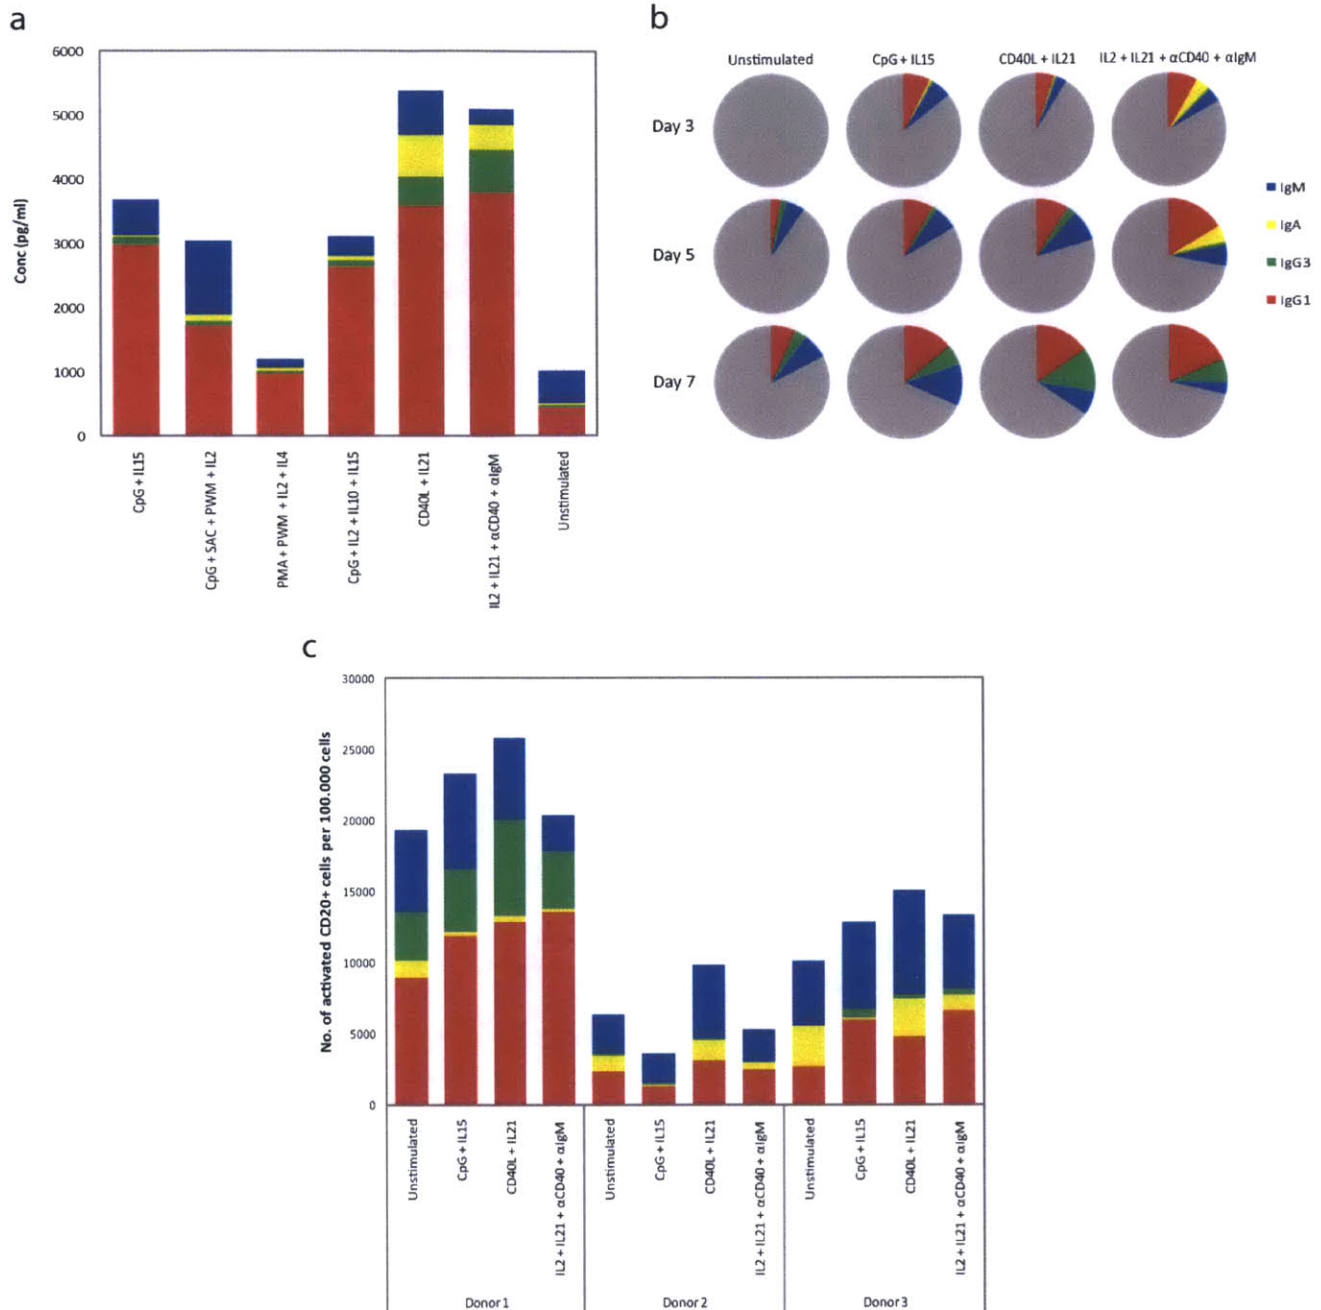 a
6000
5000
4000
3000
2000
1000
0
Conc (pg/ml)
CpG + IL15
CpG + SAC + PWM + IL2
PMA + PWM + IL2 + IL4
CpG + IL2 + IL10 + IL15
CD40L + IL21
IL2 + IL21 + αCD40 + αIgM
Unstimulated
b
Unstimulated
CpG + IL15
CD40L + IL21
IL2 + IL21 + αCD40 + αIgM
Day 3
Day 5
Day 7
IgM
IgA
IgG3
IgG1
c
30000
25000
20000
15000
10000
5000
0
No. of activated CD20+ cells per 100.000 cells
Unstimulated
CpG + IL15
CD40L + IL21
IL2 + IL21 + αCD40 + αIgM
Unstimulated
CpG + IL15
CD40L + IL21
IL2 + IL21 + αCD40 + αIgM
Unstimulated
CpG + IL15
CD40L + IL21
IL2 + IL21 + αCD40 + αIgM
Donor 1
Donor 2
Donor 3